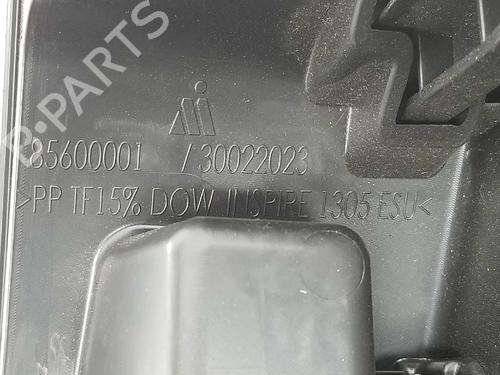 B-PARTS
85600001 / 30022023
>PP TF15% DOW INSPIRE 1305 ESU<